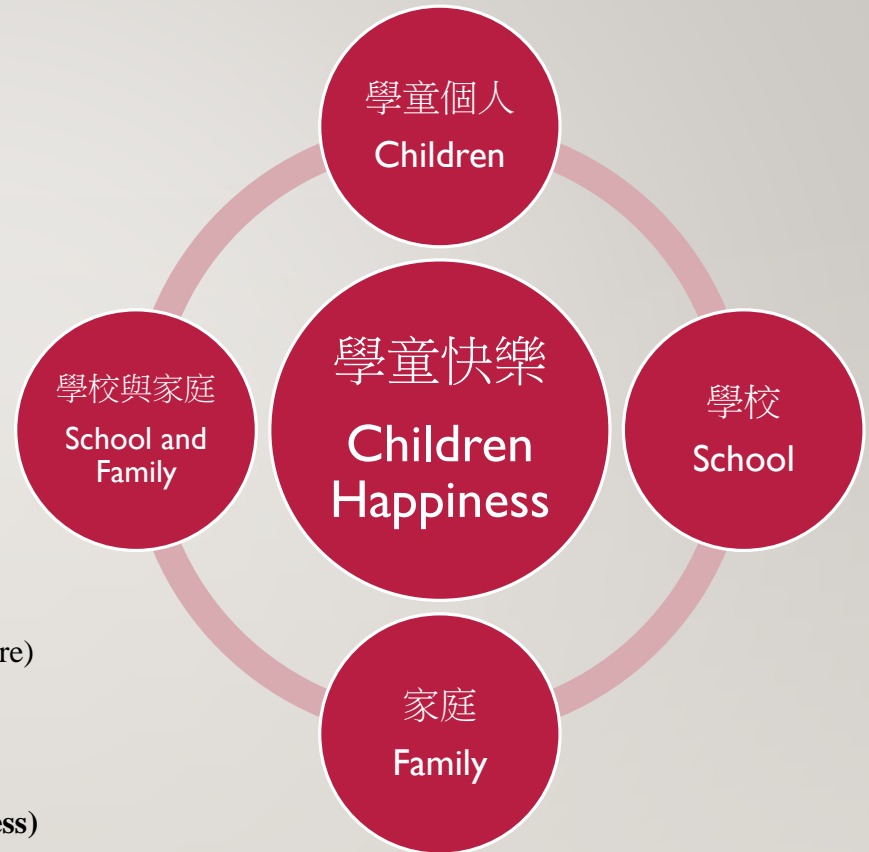 學童個人
Children
學童快樂
Children
Happiness
學校與家庭
School and
Family
學校
School
re)
家庭
Family
ess)